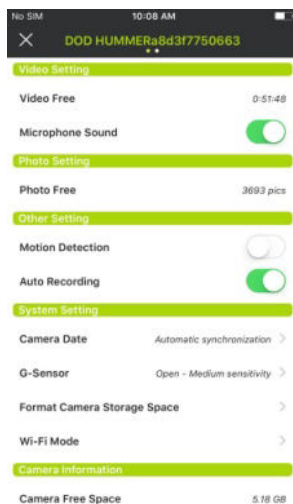 No SIM 10:08 AM
DOD HUMMERa8d3f7750663
Video Setting
Video Free 0:51:48
Microphone Sound
Photo Setting
Photo Free 3693 pics
Other Setting
Motion Detection
Auto Recording
System Setting
Camera Date Automatic synchronization
G-Sensor Open - Medium sensitivity
Format Camera Storage Space
Wi-Fi Mode
Camera Information
Camera Free Space 5.18 GB